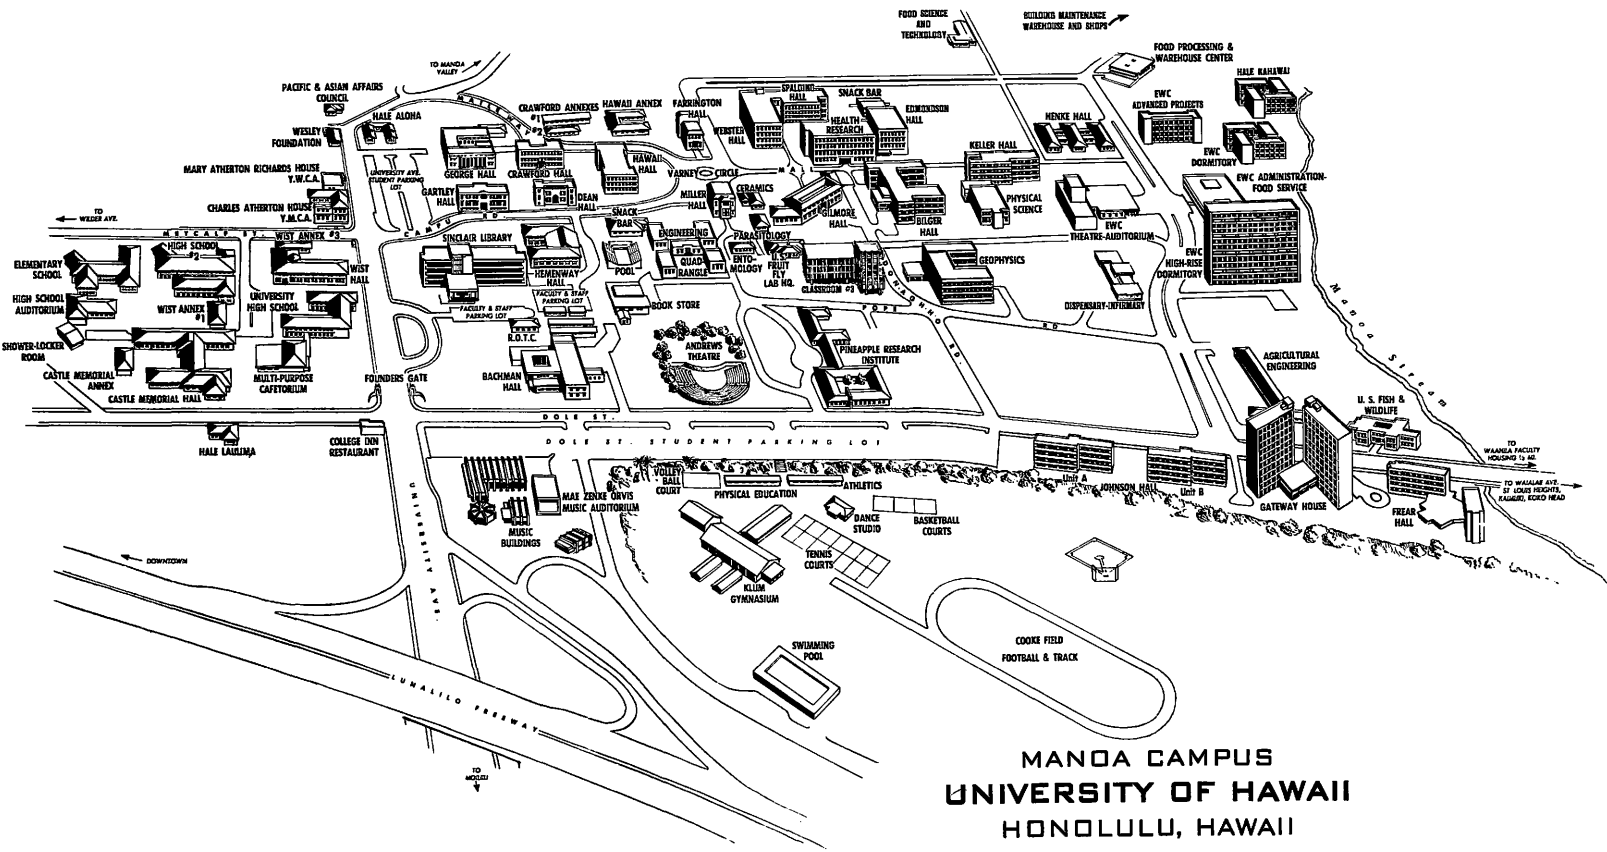 FOOD SCIENCE
AND
TECHNOLOGY
BUILDING MAINTENANCE
WAREHOUSE AND SHOPS
FOOD PROCESSING &
WAREHOUSE CENTER
TO MANOA
VALLEY
HALE KAHAWAI
PACIFIC & ASIAN AFFAIRS
COUNCIL
HALE ALOHA
CRAWFORD ANNEXES
#1
#2
HAWAII ANNEX
FARRINGTON
HALL
SPALDING
HALL
SNACK BAR
EDMONDSON
HALL
EWC
ADVANCED PROJECTS
HENKE HALL
WESLEY
FOUNDATION
WEBSTER
HALL
HEALTH
RESEARCH
KELLER HALL
EWC
DORMITORY
MARY ATHERTON RICHARDS HOUSE
Y.W.C.A.
UNIVERSITY AVE.
STUDENT PARKING
LOT
GEORGE HALL
CRAWFORD HALL
HAWAII
HALL
VARNEY CIRCLE
EWC ADMINISTRATION-
FOOD SERVICE
GARTLEY
HALL
DEAN
HALL
MILLER
HALL
CERAMICS
GILMORE
HALL
BILGER
HALL
PHYSICAL
SCIENCE
EWC
THEATRE-AUDITORIUM
CHARLES ATHERTON HOUSE
Y.M.C.A.
TO
WILDER AVE.
METCALF ST.
CAMPUS RD
SNACK
BAR
ENGINEERING
QUAD
RANGLE
PARASITOLOGY
WIST ANNEX #3
HIGH SCHOOL
#2
SINCLAIR LIBRARY
HEMENWAY
HALL
POOL
ENTO-
MOLOGY
U.S.
FRUIT
FLY
LAB HQ.
CLASSROOM #3
GEOPHYSICS
EWC
HIGH-RISE
DORMITORY
ELEMENTARY
SCHOOL
WIST
HALL
HIGH SCHOOL
AUDITORIUM
WIST ANNEX
#1
UNIVERSITY
HIGH SCHOOL
FACULTY & STAFF
PARKING LOT
FACULTY & STAFF
PARKING LOT
BOOK STORE
DONAGHHO RD.
POPE RD
DISPENSARY-INFIRMARY
Manoa Stream
SHOWER-LOCKER
ROOM
R.O.T.C.
ANDREWS
THEATRE
PINEAPPLE RESEARCH
INSTITUTE
AGRICULTURAL
ENGINEERING
CASTLE MEMORIAL
ANNEX
CASTLE MEMORIAL HALL
MULTI-PURPOSE
CAFETORIUM
FOUNDERS GATE
BACHMAN
HALL
DOLE ST.
DOLE ST. STUDENT PARKING LOT
U. S. FISH &
WILDLIFE
HALE LAULIMA
COLLEGE INN
RESTAURANT
TO
WAAHILA FACULTY
HOUSING ½ MI.
TO WAIALAE AVE.
ST LOUIS HEIGHTS,
KAIMUKI, KOKO HEAD
VOLLEY
BALL
COURT
PHYSICAL EDUCATION
ATHLETICS
Unit A
JOHNSON HALL
Unit B
GATEWAY HOUSE
FREAR
HALL
MAE ZENKE ORVIS
MUSIC AUDITORIUM
MUSIC
BUILDINGS
DANCE
STUDIO
BASKETBALL
COURTS
TENNIS
COURTS
KLUM
GYMNASIUM
UNIVERSITY AVE.
DOWNTOWN
SWIMMING
POOL
COOKE FIELD
FOOTBALL & TRACK
LUNALILO FREEWAY
TO
MOILIILI
MANOA CAMPUS
UNIVERSITY OF HAWAII
HONOLULU, HAWAII